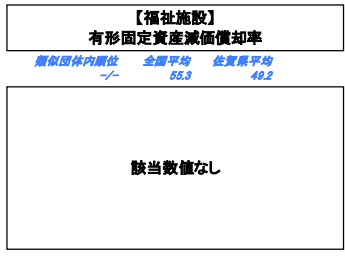 【福祉施設】
有形固定資産減価償却率
類似団体内順位 全国平均 佐賀県平均
-/- 55.3 49.2
該当数値なし